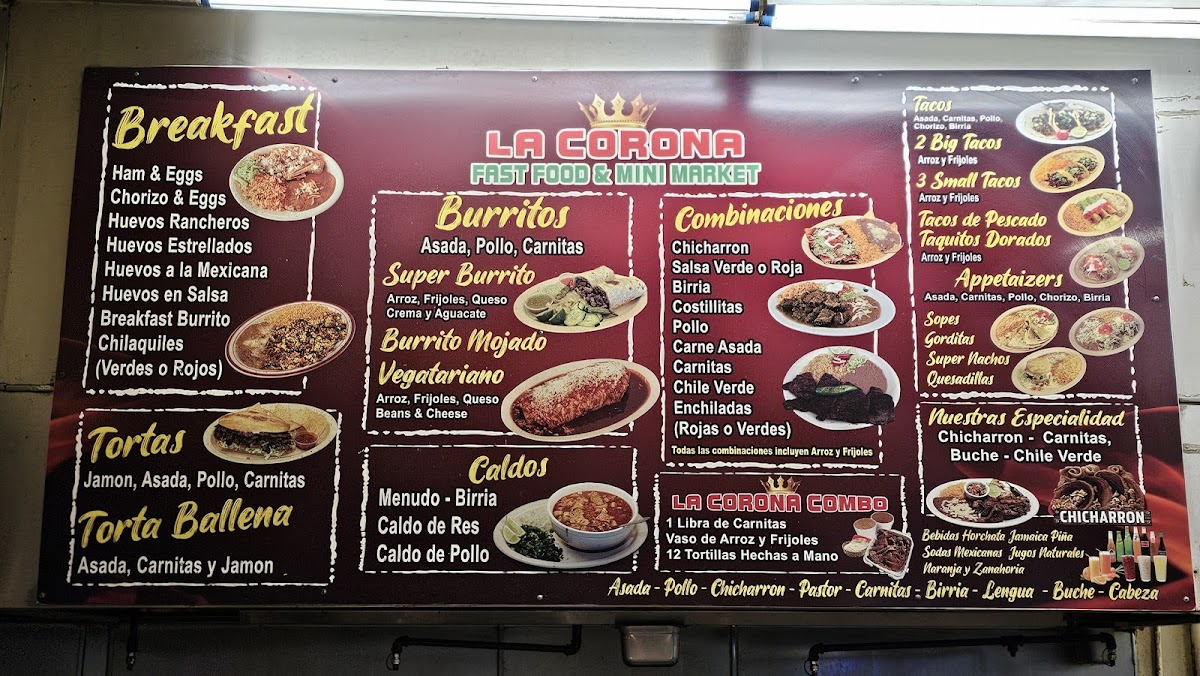 LA CORONA
FAST FOOD & MINI MARKET
Breakfast
Ham & Eggs
Chorizo & Eggs
Huevos Rancheros
Huevos Estrellados
Huevos a la Mexicana
Huevos en Salsa
Breakfast Burrito
Chilaquiles
(Verdes o Rojos)
Tortas
Jamon, Asada, Pollo, Carnitas
Torta Ballena
Asada, Carnitas y Jamon
Burritos
Asada, Pollo, Carnitas
Super Burrito
Arroz, Frijoles, Queso
Crema y Aguacate
Burrito Mojado
Vegatariano
Arroz, Frijoles, Queso
Beans & Cheese
Caldos
Menudo - Birria
Caldo de Res
Caldo de Pollo
Combinaciones
Chicharron
Salsa Verde o Roja
Birria
Costillitas
Pollo
Carne Asada
Carnitas
Chile Verde
Enchiladas
(Rojas o Verdes)
Todas las combinaciones incluyen Arroz y Frijoles
LA CORONA COMBO
1 Libra de Carnitas
Vaso de Arroz y Frijoles
12 Tortillas Hechas a Mano
Tacos
Asada, Carnitas, Pollo,
Chorizo, Birria
2 Big Tacos
Arroz y Frijoles
3 Small Tacos
Arroz y Frijoles
Tacos de Pescado
Taquitos Dorados
Arroz y Frijoles
Appetaizers
Asada, Carnitas, Pollo, Chorizo, Birria
Sopes
Gorditas
Super Nachos
Quesadillas
Nuestras Especialidad
Chicharron - Carnitas,
Buche - Chile Verde
CHICHARRON
Bebidas Horchata Jamaica Piña
Sodas Mexicanas Jugos Naturales
Naranja y Zanahoria
Asada - Pollo - Chicharron - Pastor - Carnitas - Birria - Lengua - Buche - Cabeza